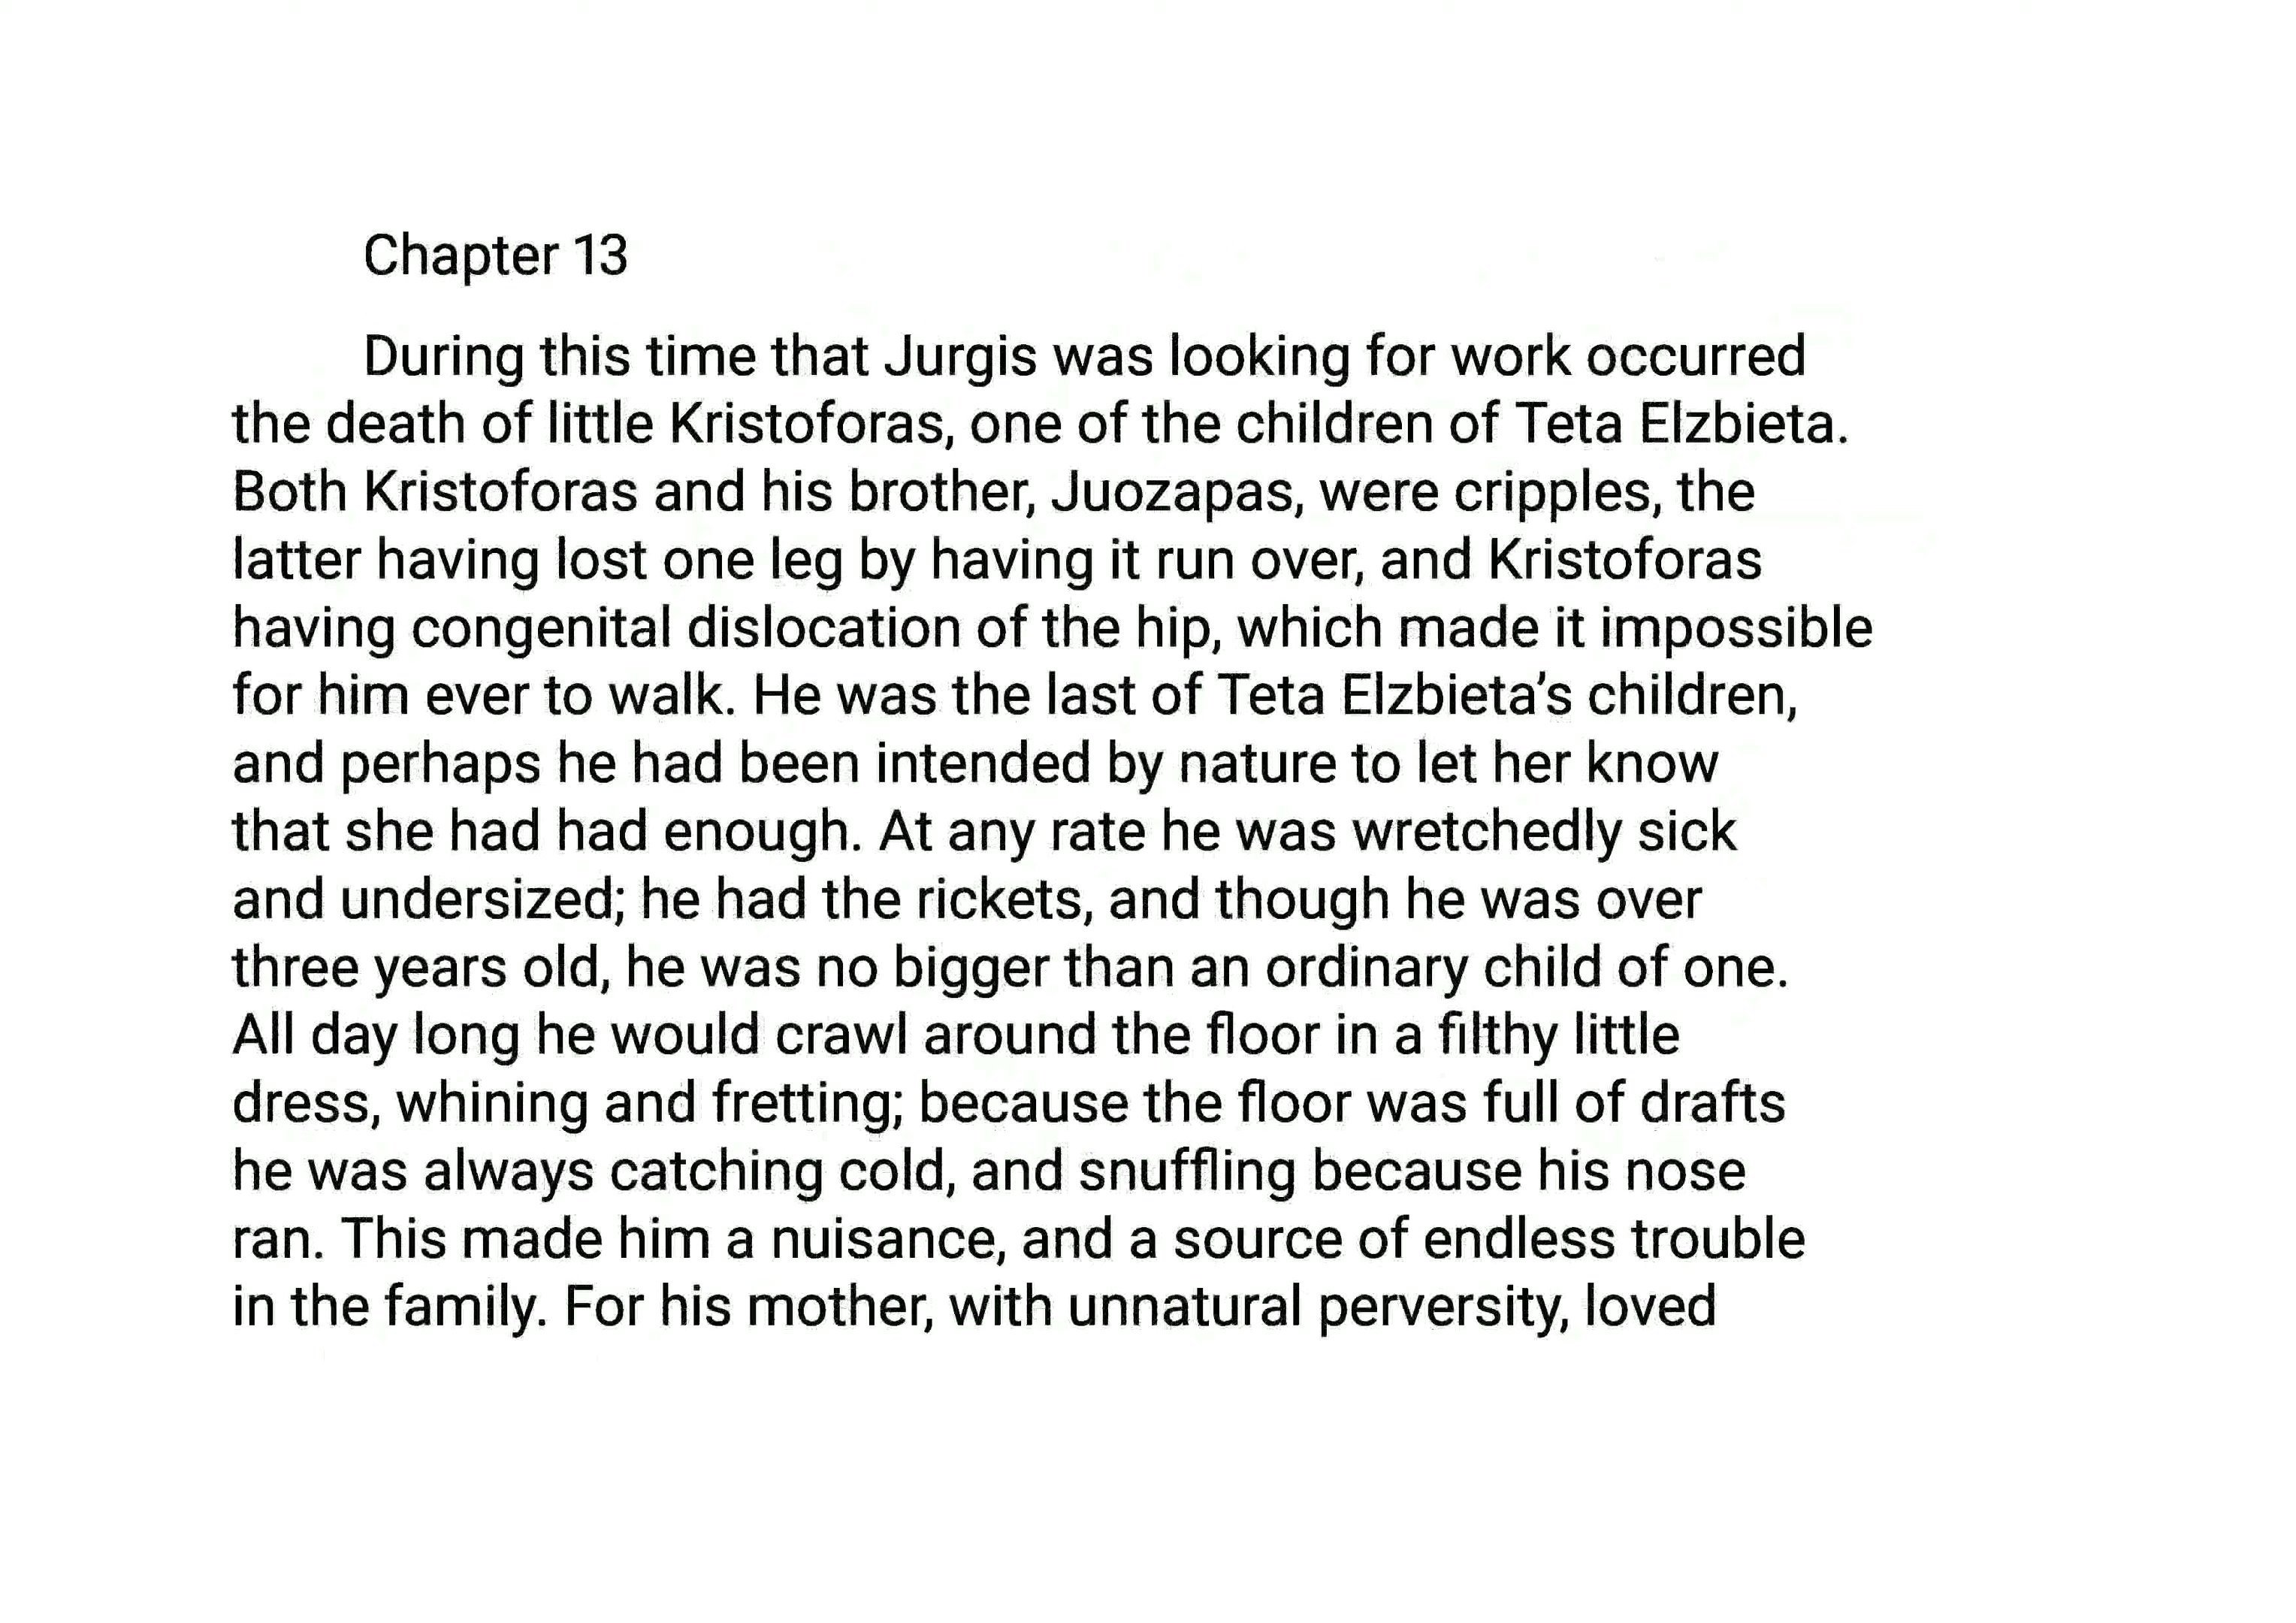 Chapter 13
During this time that Jurgis was looking for work occurred
the death of little Kristoforas, one of the children of Teta Elzbieta.
Both Kristoforas and his brother, Juozapas, were cripples, the
latter having lost one leg by having it run over, and Kristoforas
having congenital dislocation of the hip, which made it impossible
for him ever to walk. He was the last of Teta Elzbieta’s children,
and perhaps he had been intended by nature to let her know
that she had had enough. At any rate he was wretchedly sick
and undersized; he had the rickets, and though he was over
three years old, he was no bigger than an ordinary child of one.
All day long he would crawl around the floor in a filthy little
dress, whining and fretting; because the floor was full of drafts
he was always catching cold, and snuffling because his nose
ran. This made him a nuisance, and a source of endless trouble
in the family. For his mother, with unnatural perversity, loved